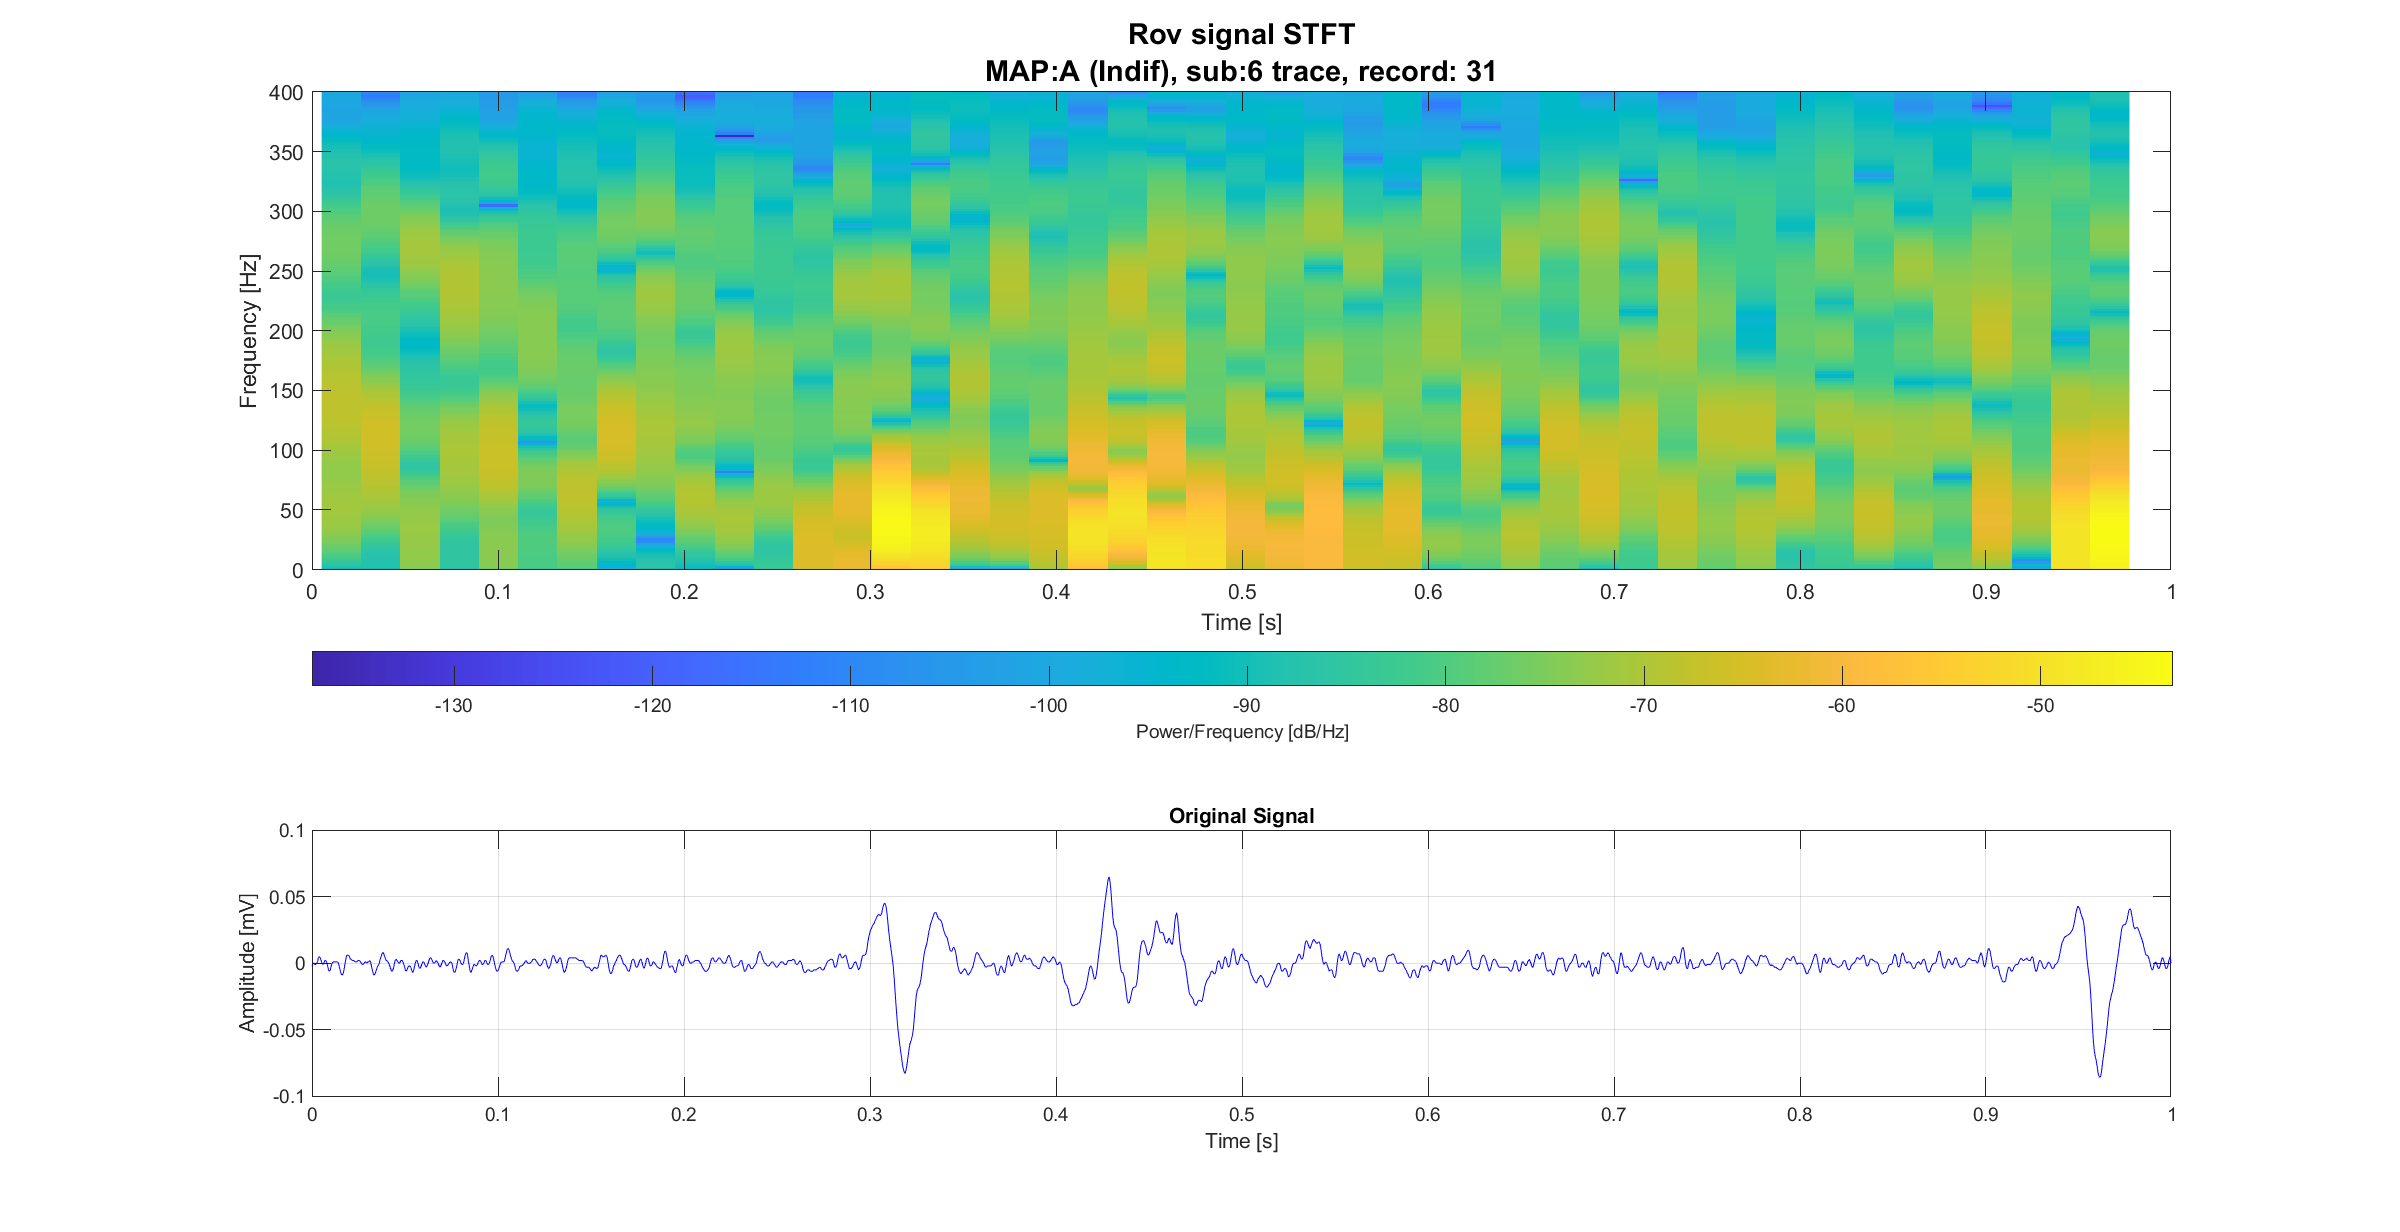 Rov signal STFT
MAP:A (Indif), sub:6 trace, record: 31
400
350
300
250
200
150
100
50
0
Frequency [Hz]
0 0.1 0.2 0.3 0.4 0.5 0.6 0.7 0.8 0.9 1
Time [s]
-130 -120 -110 -100 -90 -80 -70 -60 -50
Power/Frequency [dB/Hz]
Original Signal
0.1
0.05
0
-0.05
-0.1
Amplitude [mV]
0 0.1 0.2 0.3 0.4 0.5 0.6 0.7 0.8 0.9 1
Time [s]